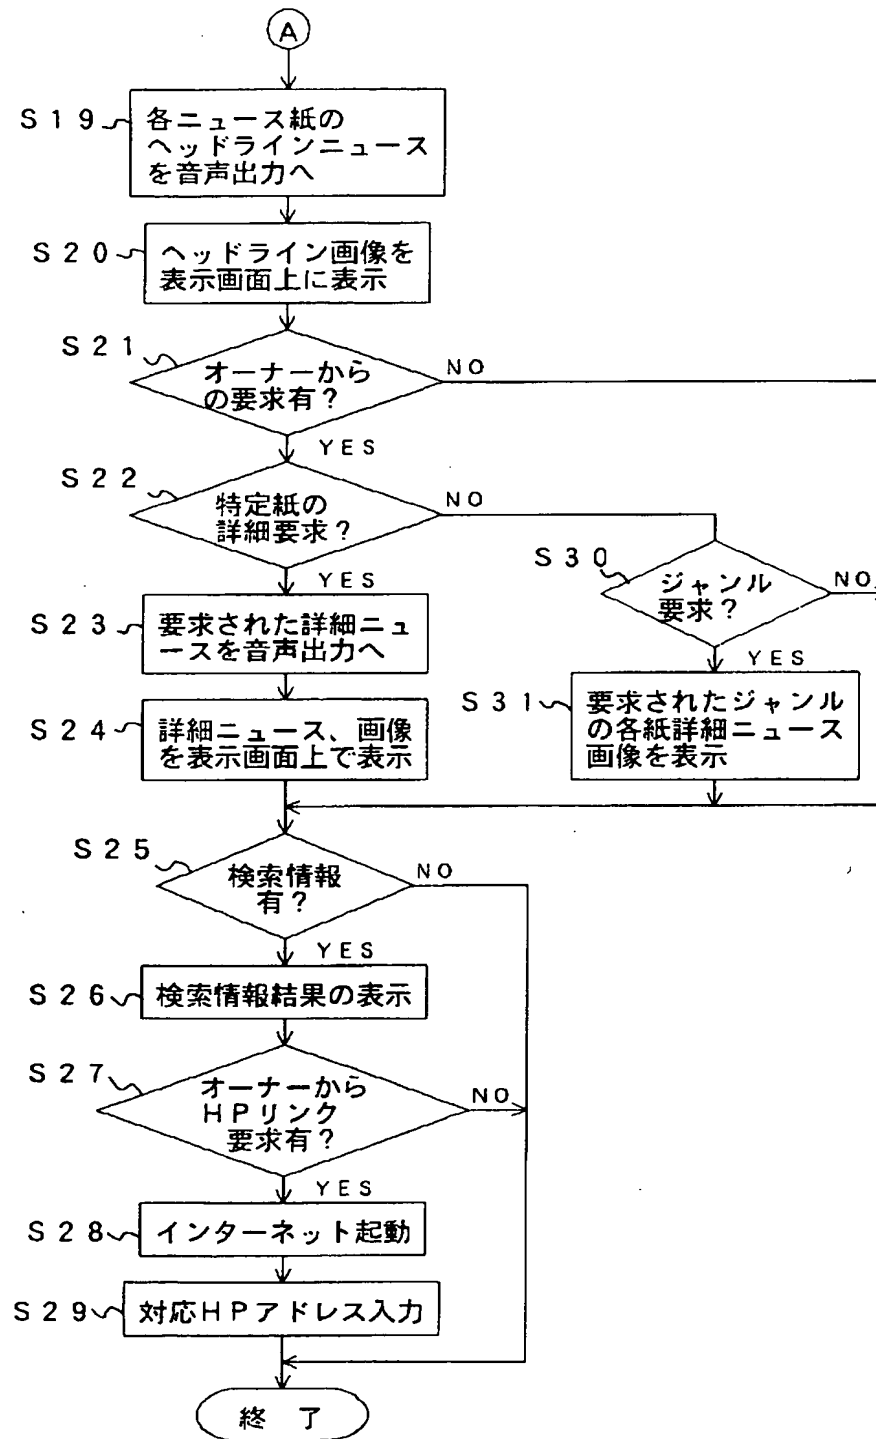 A
S19
各ニュース紙の
ヘッドラインニュース
を音声出力へ
S20
ヘッドライン画像を
表示画面上に表示
S21
オーナーから
の要求有?
NO
YES
S22
特定紙の
詳細要求?
NO
YES
S30
ジャンル
要求?
NO
YES
S23
要求された詳細ニュ
ースを音声出力へ
S31
要求されたジャンル
の各紙詳細ニュース
画像を表示
S24
詳細ニュース、画像
を表示画面上で表示
S25
検索情報
有?
NO
YES
S26
検索情報結果の表示
S27
オーナーから
HPリンク
要求有?
NO
YES
S28
インターネット起動
S29
対応HPアドレス入力
終 了